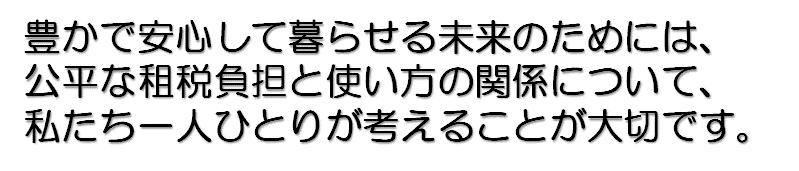 豊かで安心して暮らせる未来のためには、
公平な租税負担と使い方の関係について、
私たち一人ひとりが考えることが大切です。